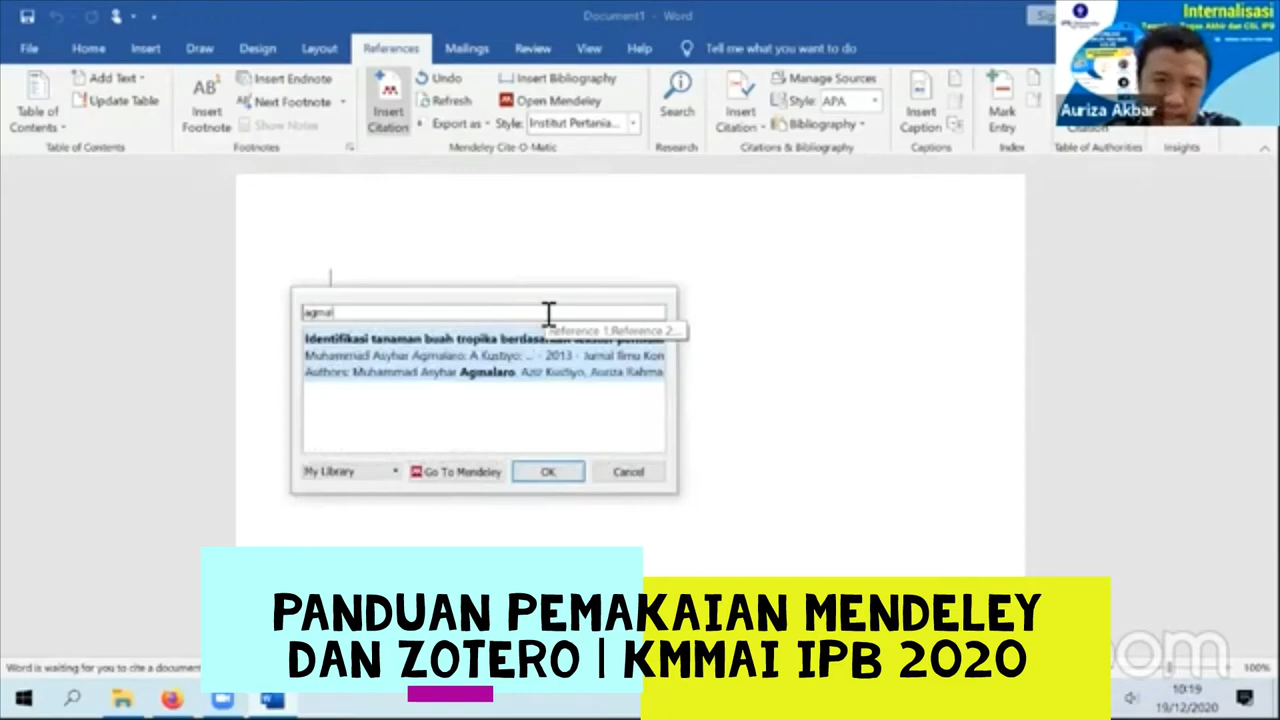 Document1 - Word
Internalisasi
File Home Insert Draw Design Layout References Mailings Review View Help Tell me what you want to do
Auriza Akbar
Table of Contents
Add Text
Update Table
Table of Contents
AB¹
Insert Footnote
Insert Endnote
Next Footnote
Show Notes
Footnotes
Insert Citation
Undo
Refresh
Export as
Insert Bibliography
Open Mendeley
Style: Institut Pertania...
Mendeley Cite-O-Matic
Search
Research
Insert Citation
Manage Sources
Style: APA
Bibliography
Citations & Bibliography
Insert Caption
Captions
Mark Entry
Index
Citation
Table of Authorities
Insights
agmal
Reference 1;Reference 2...
Identifikasi tanaman buah tropika
Muhammad Asyhar Agmalaro; A Kustiyo; ... - 2013 - Jurnal Ilmu Kom
Authors: Muhammad Asyhar Agmalaro, Aziz Kustiyo, Auriza Rahma
My Library Go To Mendeley OK Cancel
PANDUAN PEMAKAIAN MENDELEY
DAN ZOTERO | KMMAI IPB 2020
Word is waiting for you to cite a document
100%
10:19
19/12/2020